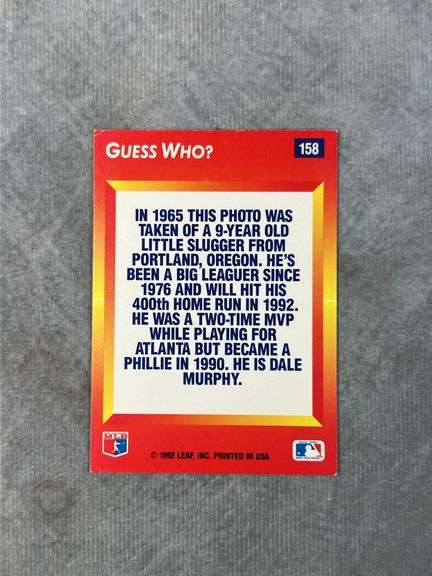 GUESS WHO?
158
IN 1965 THIS PHOTO WAS
TAKEN OF A 9-YEAR OLD
LITTLE SLUGGER FROM
PORTLAND, OREGON. HE'S
BEEN A BIG LEAGUER SINCE
1976 AND WILL HIT HIS
400th HOME RUN IN 1992.
HE WAS A TWO-TIME MVP
WHILE PLAYING FOR
ATLANTA BUT BECAME A
PHILLIE IN 1990. HE IS DALE
MURPHY.
© 1992 LEAF, INC. PRINTED IN USA